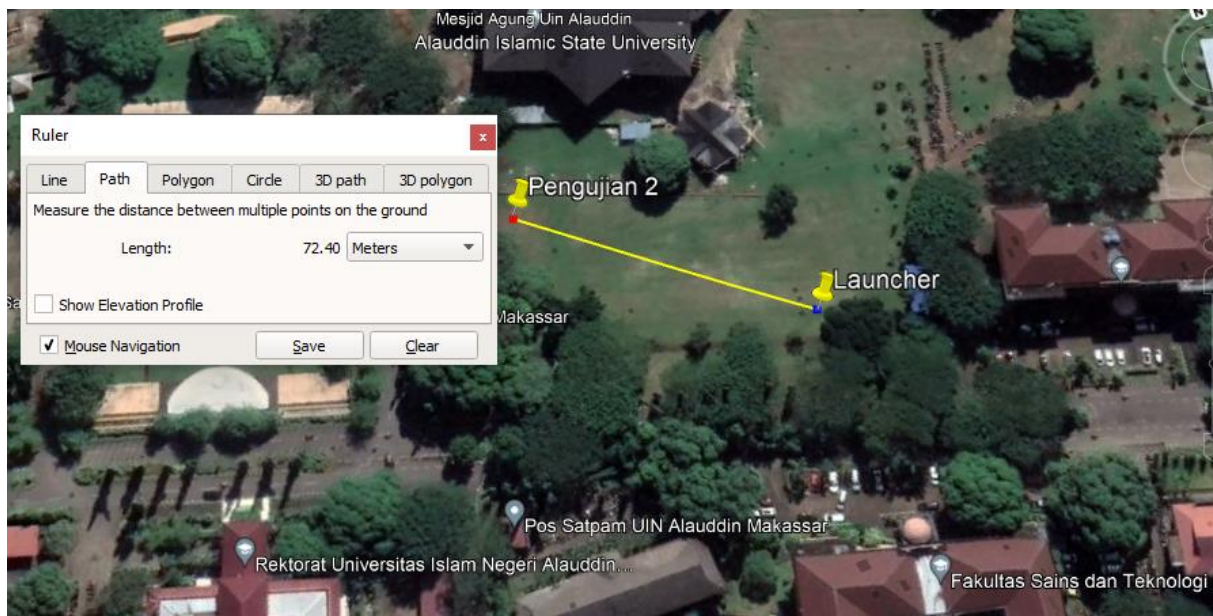 Mesjid Agung Uin Alauddin
Alauddin Islamic State University
Ruler
x
Line Path Polygon Circle 3D path 3D polygon
Measure the distance between multiple points on the ground
Length: 72.40 Meters
Show Elevation Profile
Mouse Navigation Save Clear
Pengujian 2
Launcher
Makassar
Pos Satpam UIN Alauddin Makassar
Rektorat Universitas Islam Negeri Alauddin...
Fakultas Sains dan Teknologi